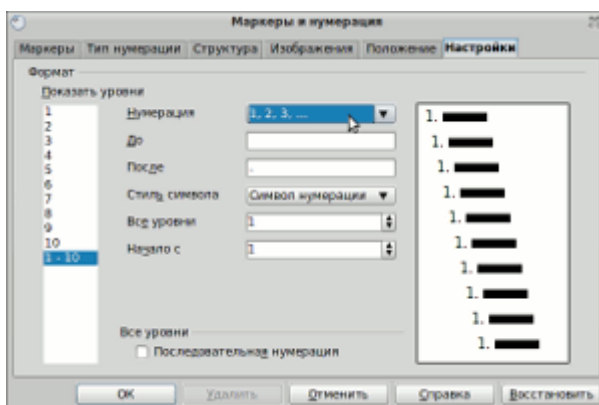 Маркеры и нумерация
Маркеры Тип нумерации Структура Изображения Положение Настройки
Формат
Показать уровни
1
2
3
4
5
6
7
8
9
10
1 - 10
Нумерация 1, 2, 3, ...
До
После .
Стиль символа Символ нумерации
Все уровни 1
Начало с 1
1.
1.
1.
1.
1.
1.
1.
1.
1.
1.
Все уровни
Последовательная нумерация
OK Удалить Отменить Справка Восстановить